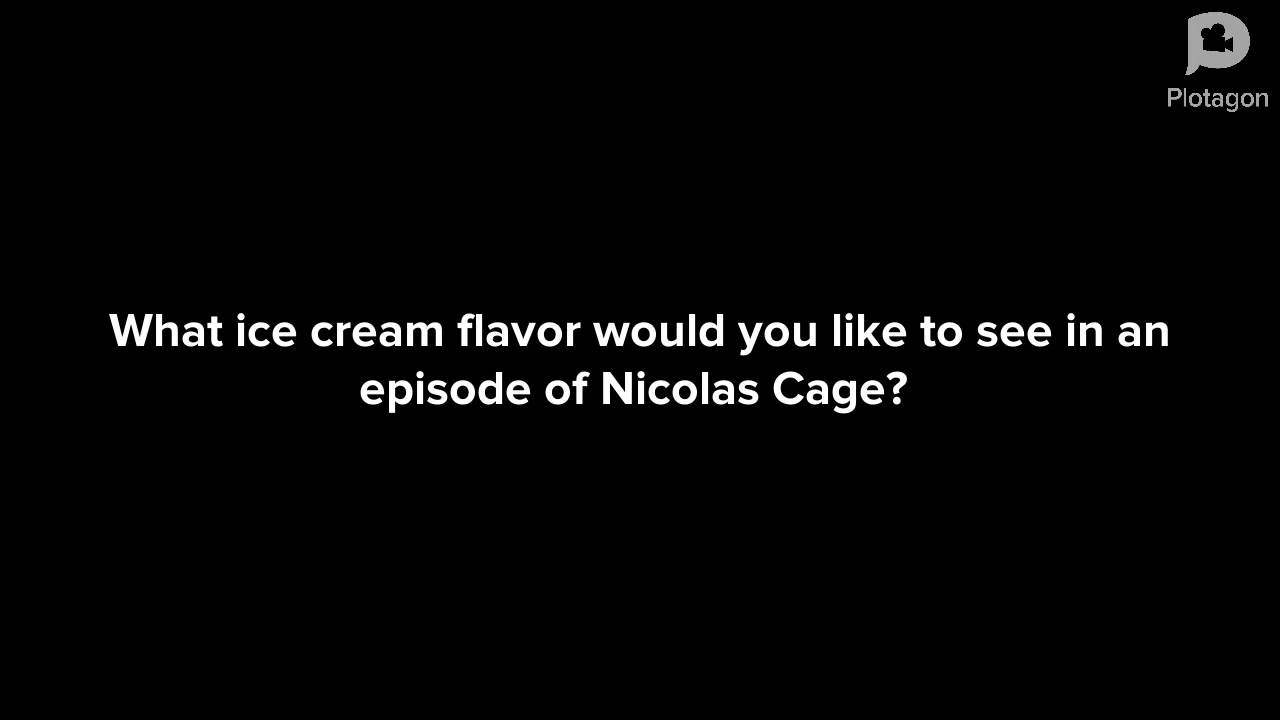 Plotagon
What ice cream flavor would you like to see in an
episode of Nicolas Cage?